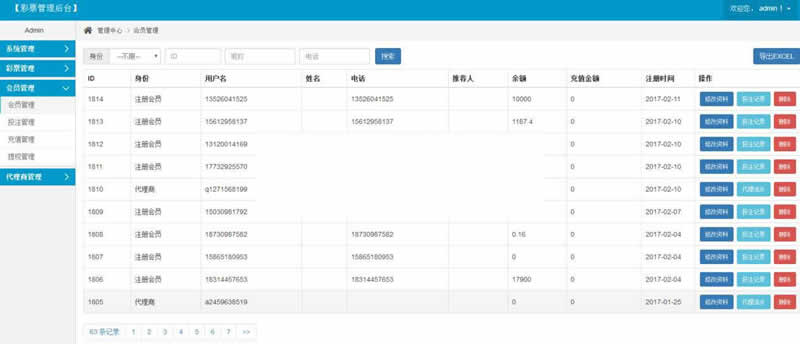 【彩票管理后台】 欢迎您, admin !
Admin 管理中心 会员管理
系统管理
彩票管理
会员管理
会员管理
投注管理
充值管理
提现管理
代理商管理
身份 --不限-- ID 昵称 电话 搜索 导出EXCEL
ID 身份 用户名 姓名 电话 推荐人 余额 充值金额 注册时间 操作
1814 注册会员 13526041525 13526041525 10000 0 2017-02-11 修改资料 投注记录 删除
1813 注册会员 15612958137 15612958137 1187.4 0 2017-02-10 修改资料 投注记录 删除
1812 注册会员 13120014169 0 2017-02-10 修改资料 投注记录 删除
1811 注册会员 17732925570 0 2017-02-10 修改资料 投注记录 删除
1810 代理商 q1271568199 0 2017-02-10 修改资料 删除
1809 注册会员 15030981792 0 2017-02-07 修改资料 投注记录 删除
1808 注册会员 18730987582 18730987582 0.16 0 2017-02-04 修改资料 投注记录 删除
1807 注册会员 15865180953 15865180953 0 0 2017-02-04 修改资料 投注记录 删除
1806 注册会员 18314457653 18314457653 17900 0 2017-02-04 修改资料 投注记录 删除
1805 代理商 a2459638519 0 0 2017-01-25 修改资料 删除
63 条记录 1 2 3 4 5 6 7 >>